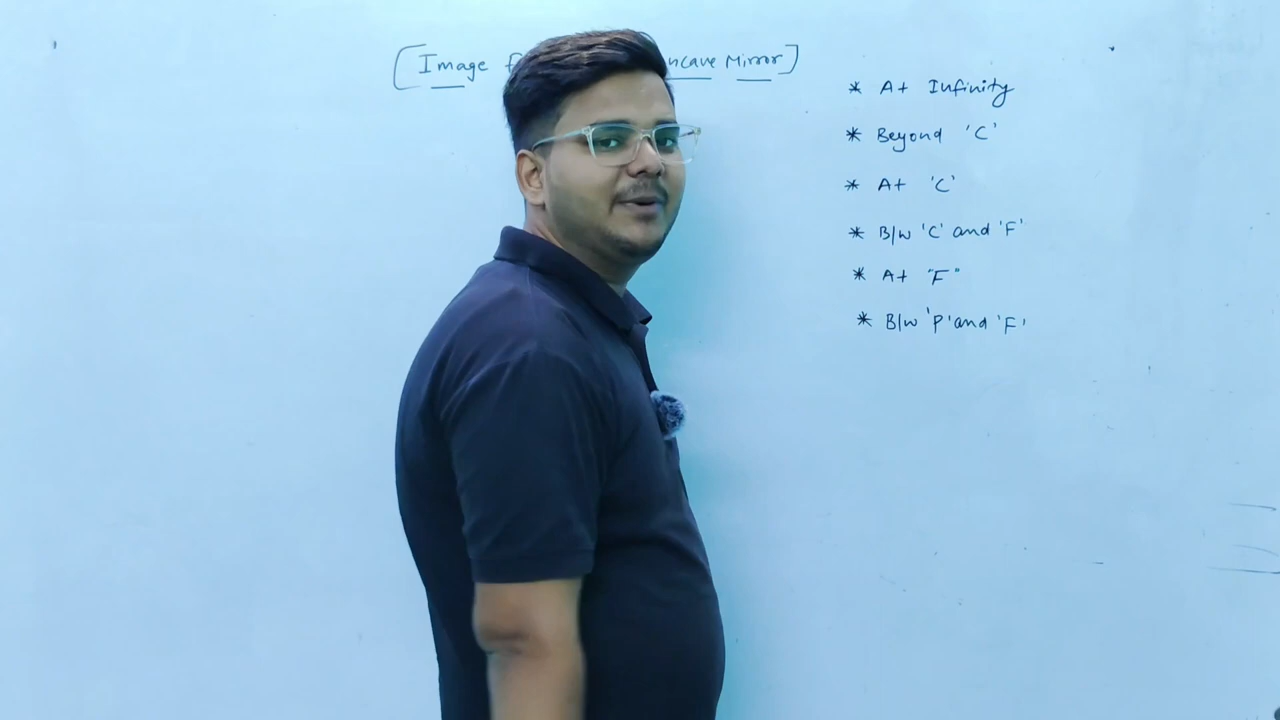 [Image ncave Mirror]
* At Infinity
* Beyond 'C'
* At 'C'
* B/w 'C' and 'F'
* At "F"
* B/w 'P' and 'F'